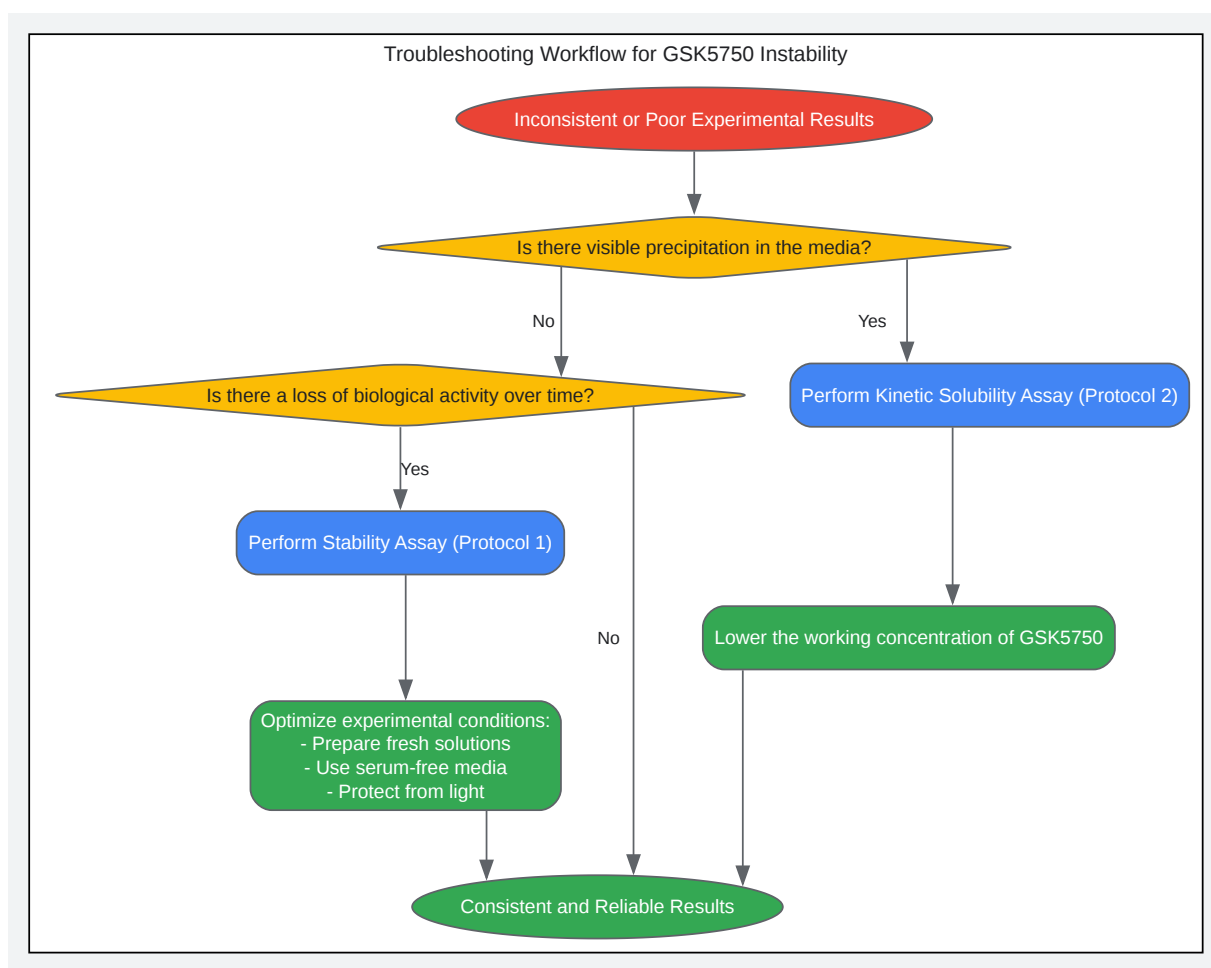 Troubleshooting Workflow for GSK5750 Instability
Inconsistent or Poor Experimental Results
Is there visible precipitation in the media?
No
Yes
Is there a loss of biological activity over time?
Perform Kinetic Solubility Assay (Protocol 2)
Yes
Perform Stability Assay (Protocol 1)
No
Lower the working concentration of GSK5750
Optimize experimental conditions:
- Prepare fresh solutions
- Use serum-free media
- Protect from light
Consistent and Reliable Results